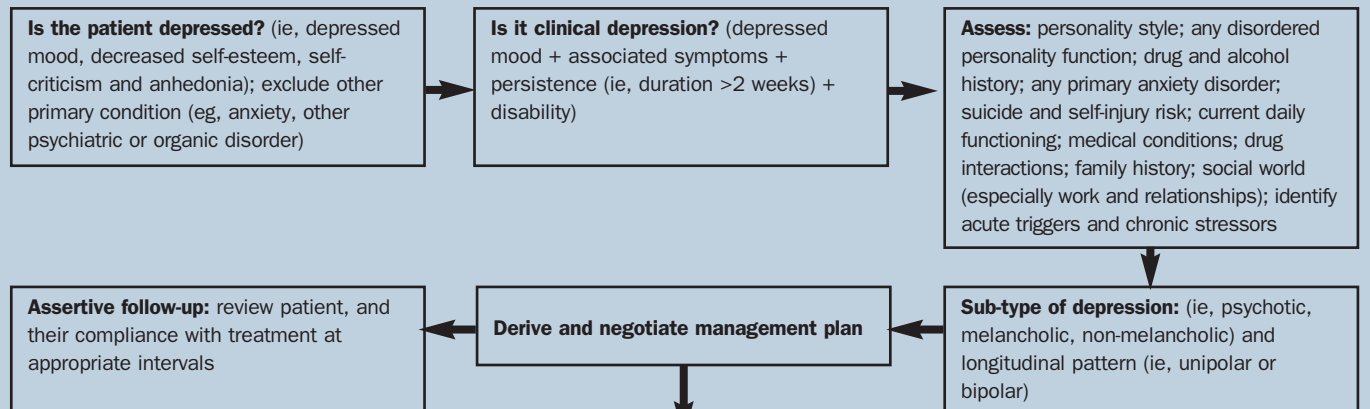 Is the patient depressed? (ie, depressed
mood, decreased self-esteem, self-
criticism and anhedonia); exclude other
primary condition (eg, anxiety, other
psychiatric or organic disorder)
Is it clinical depression? (depressed
mood + associated symptoms +
persistence (ie, duration >2 weeks) +
disability)
Assess: personality style; any disordered
personality function; drug and alcohol
history; any primary anxiety disorder;
suicide and self-injury risk; current daily
functioning; medical conditions; drug
interactions; family history; social world
(especially work and relationships); identify
acute triggers and chronic stressors
Sub-type of depression: (ie, psychotic,
melancholic, non-melancholic) and
longitudinal pattern (ie, unipolar or
bipolar)
Derive and negotiate management plan
Assertive follow-up: review patient, and
their compliance with treatment at
appropriate intervals